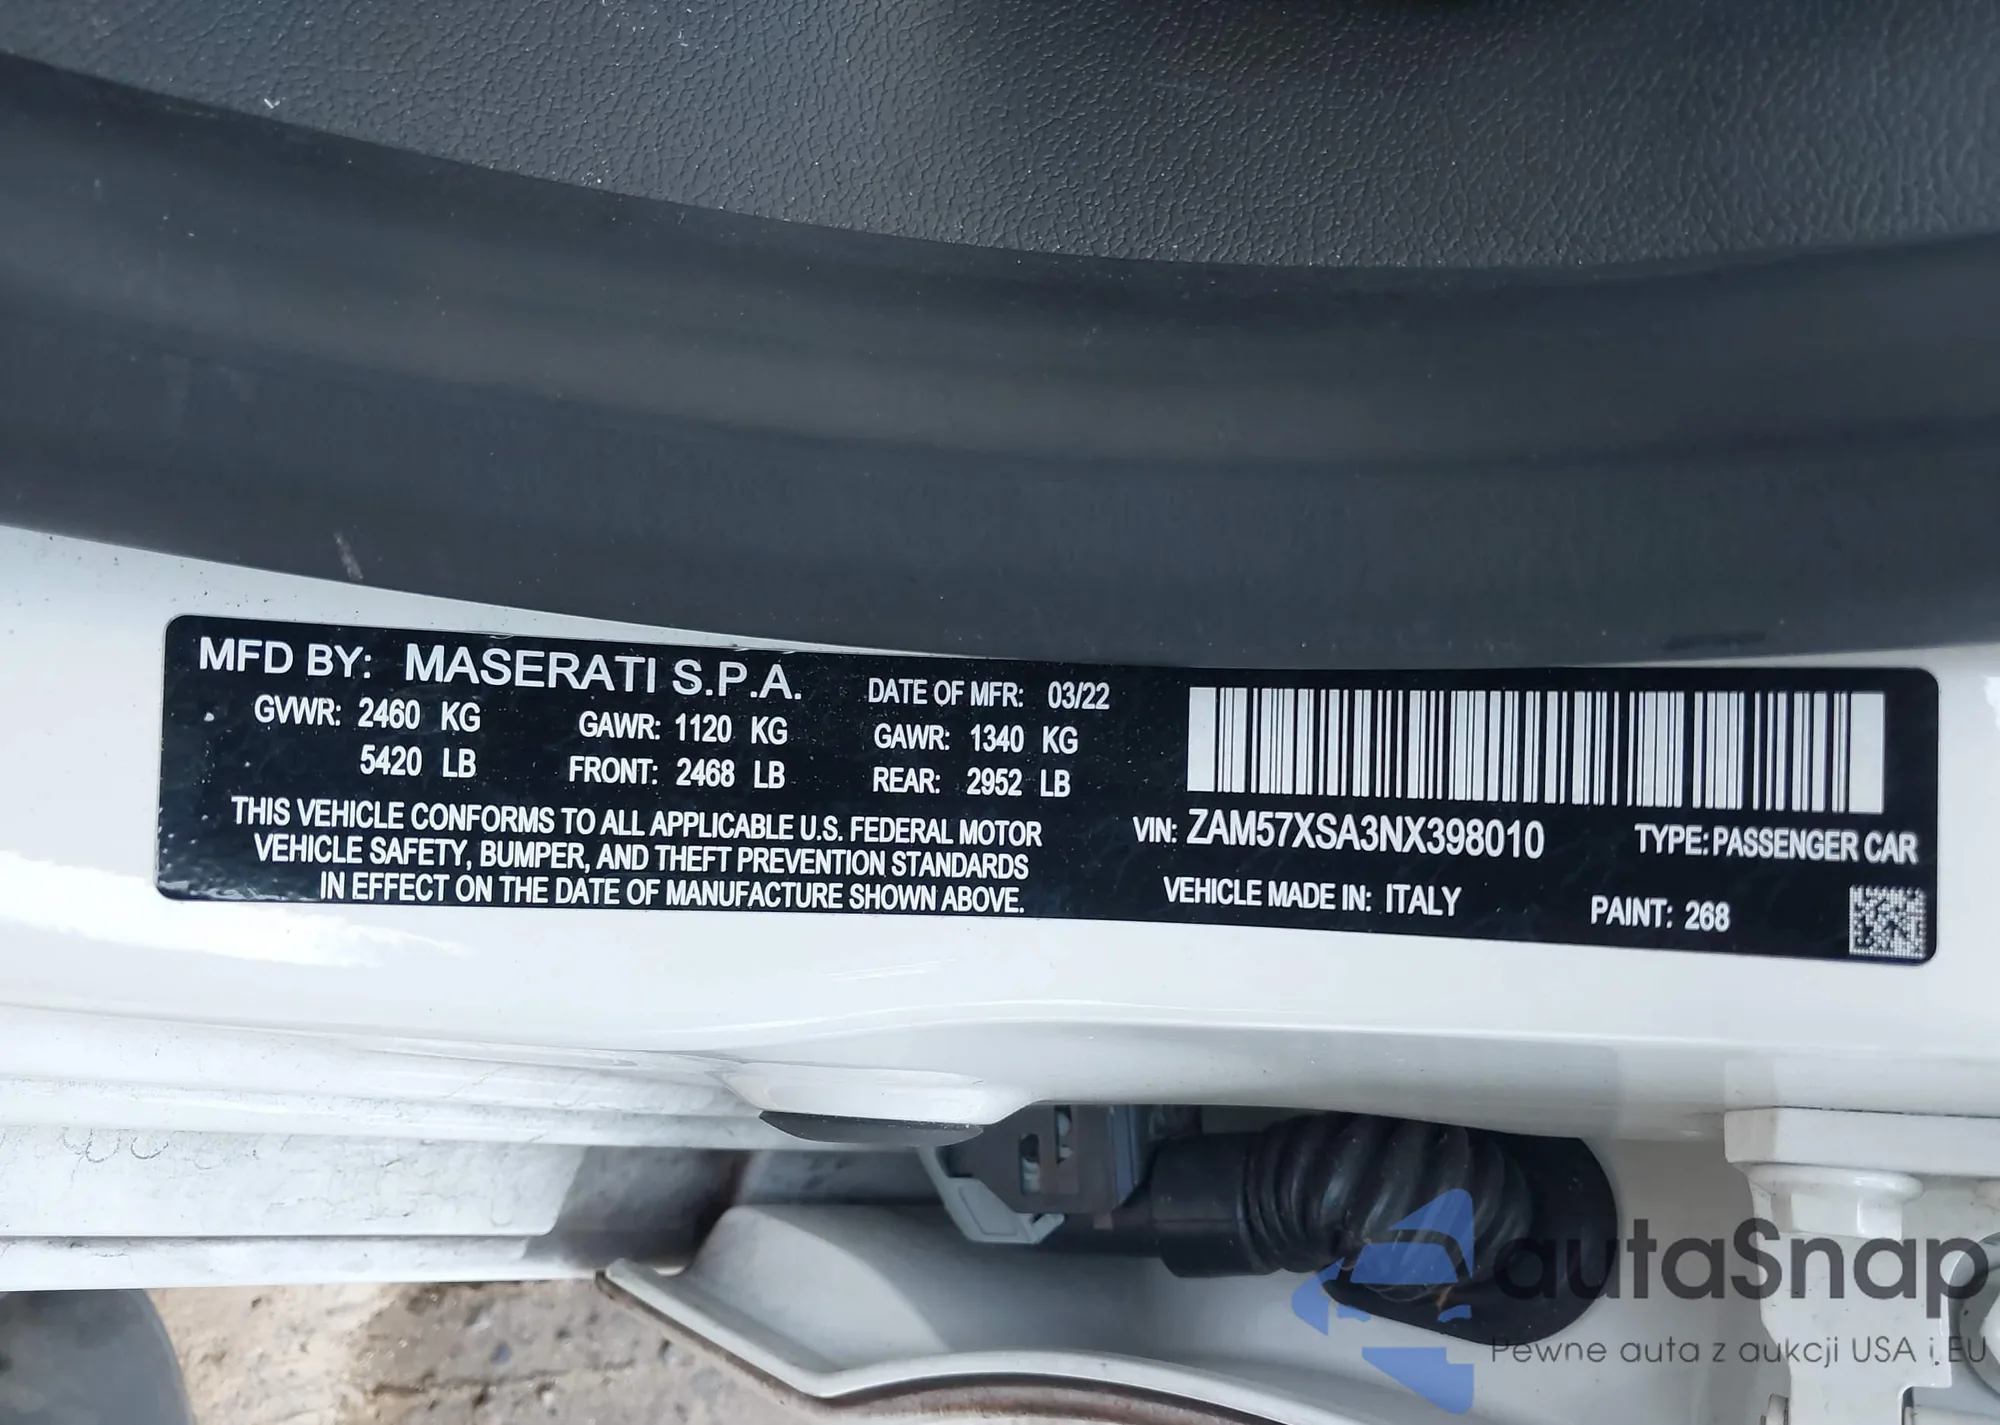 MFD BY: MASERATI S.P.A. DATE OF MFR: 03/22
GVWR: 2460 KG GAWR: 1120 KG GAWR: 1340 KG
5420 LB FRONT: 2468 LB REAR: 2952 LB
THIS VEHICLE CONFORMS TO ALL APPLICABLE U.S. FEDERAL MOTOR
VEHICLE SAFETY, BUMPER, AND THEFT PREVENTION STANDARDS
IN EFFECT ON THE DATE OF MANUFACTURE SHOWN ABOVE.
VIN: ZAM57XSA3NX398010 TYPE: PASSENGER CAR
VEHICLE MADE IN: ITALY PAINT: 268
autaSnap
Pewne auta z aukcji USA i EU